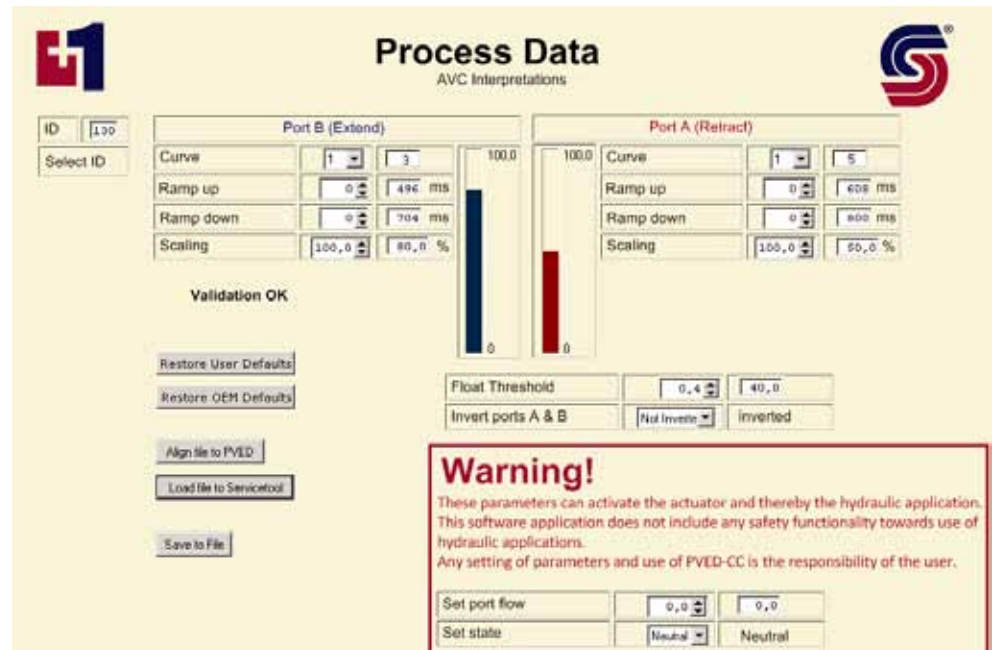 +1
Process Data
AVC Interpretations
ID 130
Select ID
Port B (Extend)
Curve 1 3
Ramp up 0 496 ms
Ramp down 0 704 ms
Scaling 100,0 80,0 %
100,0
0
Port A (Retract)
100,0
0
Curve 1 5
Ramp up 0 608 ms
Ramp down 0 800 ms
Scaling 100,0 %
Validation OK
Restore User Defaults
Restore OEM Defaults
Align file to PVED
Load file to Servicetool
Save to File
Float Threshold 0,4 40,0
Invert ports A & B Not Inverte inverted
Warning!
These parameters can activate the actuator and thereby the hydraulic application.
This software application does not include any safety functionality towards use of
hydraulic applications.
Any setting of parameters and use of PVED-CC is the responsibility of the user.
Set port flow 0,0 0,0
Set state Neutral Neutral